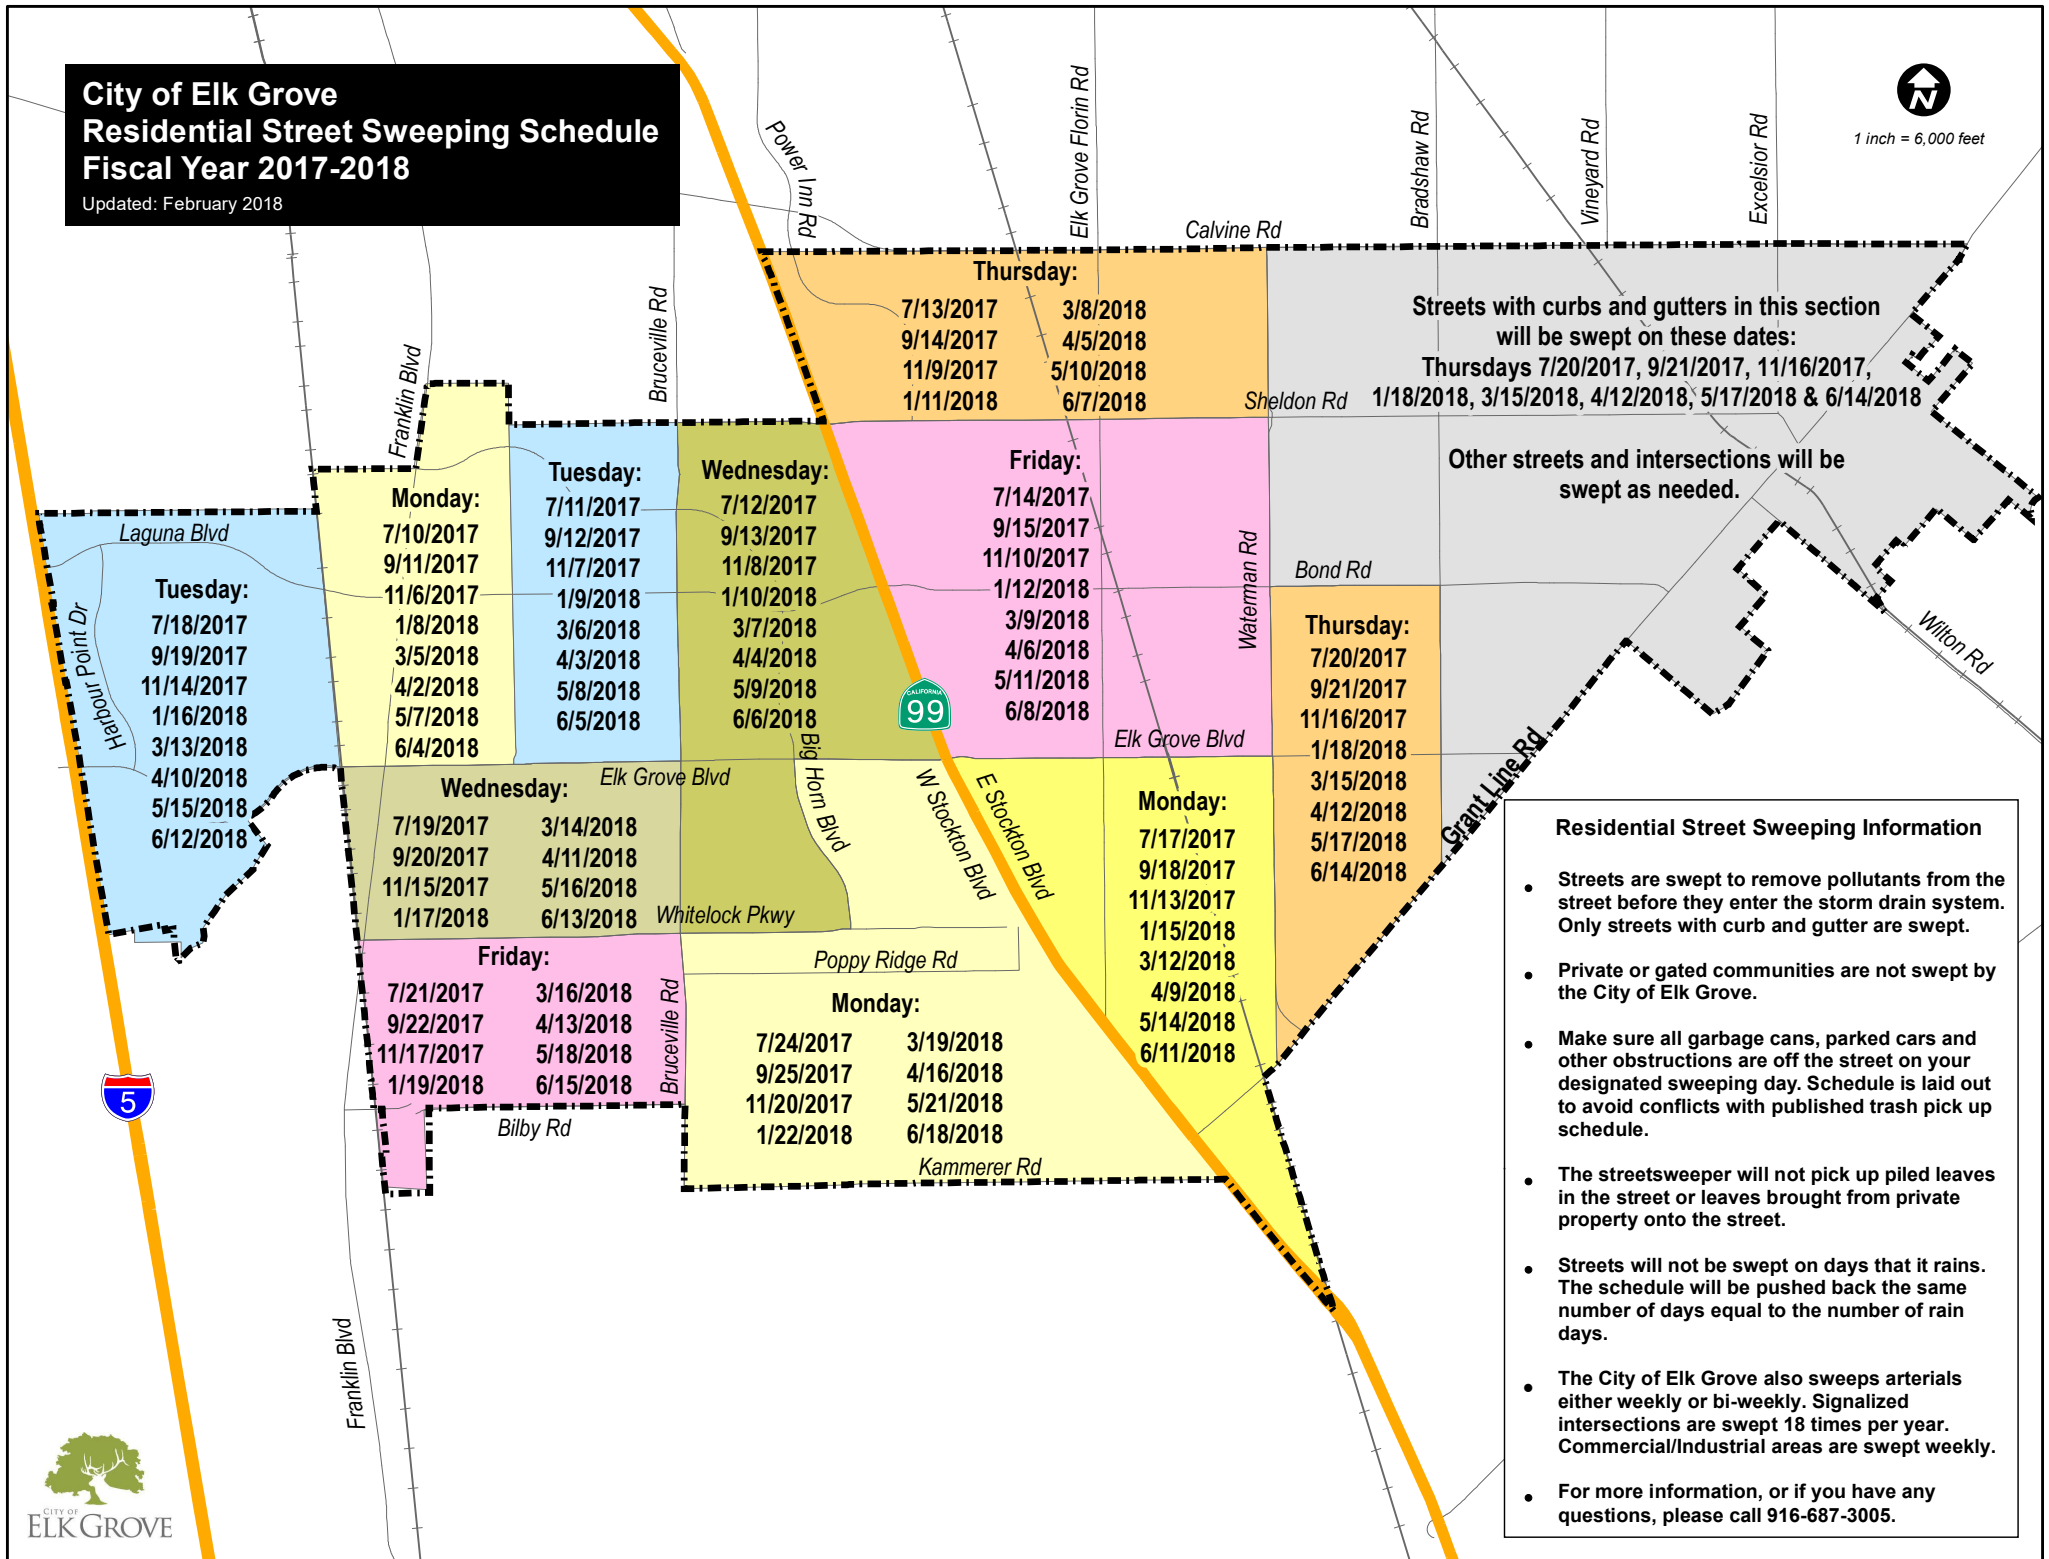 City of Elk Grove
Residential Street Sweeping Schedule
Fiscal Year 2017-2018
Updated: February 2018
N
1 inch = 6,000 feet
Power Inn Rd
Elk Grove Florin Rd
Bradshaw Rd
Vineyard Rd
Excelsior Rd
Calvine Rd
Franklin Blvd
Bruceville Rd
Thursday:
7/13/2017 3/8/2018
9/14/2017 4/5/2018
11/9/2017 5/10/2018
1/11/2018 6/7/2018
Sheldon Rd
Streets with curbs and gutters in this section
will be swept on these dates:
Thursdays 7/20/2017, 9/21/2017, 11/16/2017,
1/18/2018, 3/15/2018, 4/12/2018, 5/17/2018 & 6/14/2018
Other streets and intersections will be
swept as needed.
Laguna Blvd
Harbour Point Dr
Tuesday:
7/18/2017
9/19/2017
11/14/2017
1/16/2018
3/13/2018
4/10/2018
5/15/2018
6/12/2018
Monday:
7/10/2017
9/11/2017
11/6/2017
1/8/2018
3/5/2018
4/2/2018
5/7/2018
6/4/2018
Tuesday:
7/11/2017
9/12/2017
11/7/2017
1/9/2018
3/6/2018
4/3/2018
5/8/2018
6/5/2018
Wednesday:
7/12/2017
9/13/2017
11/8/2017
1/10/2018
3/7/2018
4/4/2018
5/9/2018
6/6/2018
Friday:
7/14/2017
9/15/2017
11/10/2017
1/12/2018
3/9/2018
4/6/2018
5/11/2018
6/8/2018
Waterman Rd
Bond Rd
Thursday:
7/20/2017
9/21/2017
11/16/2017
1/18/2018
3/15/2018
4/12/2018
5/17/2018
6/14/2018
Wilton Rd
CALIFORNIA
99
Elk Grove Blvd
Elk Grove Blvd
Big Horn Blvd
W Stockton Blvd
E Stockton Blvd
Grant Line Rd
Wednesday:
7/19/2017 3/14/2018
9/20/2017 4/11/2018
11/15/2017 5/16/2018
1/17/2018 6/13/2018
Whitelock Pkwy
Poppy Ridge Rd
Monday:
7/17/2017
9/18/2017
11/13/2017
1/15/2018
3/12/2018
4/9/2018
5/14/2018
6/11/2018
Friday:
7/21/2017 3/16/2018
9/22/2017 4/13/2018
11/17/2017 5/18/2018
1/19/2018 6/15/2018
Bruceville Rd
Bilby Rd
Monday:
7/24/2017 3/19/2018
9/25/2017 4/16/2018
11/20/2017 5/21/2018
1/22/2018 6/18/2018
Kammerer Rd
5
Franklin Blvd
Residential Street Sweeping Information
• Streets are swept to remove pollutants from the
street before they enter the storm drain system.
Only streets with curb and gutter are swept.
• Private or gated communities are not swept by
the City of Elk Grove.
• Make sure all garbage cans, parked cars and
other obstructions are off the street on your
designated sweeping day. Schedule is laid out
to avoid conflicts with published trash pick up
schedule.
• The streetsweeper will not pick up piled leaves
in the street or leaves brought from private
property onto the street.
• Streets will not be swept on days that it rains.
The schedule will be pushed back the same
number of days equal to the number of rain
days.
• The City of Elk Grove also sweeps arterials
either weekly or bi-weekly. Signalized
intersections are swept 18 times per year.
Commercial/Industrial areas are swept weekly.
• For more information, or if you have any
questions, please call 916-687-3005.
CITY OF
ELK GROVE